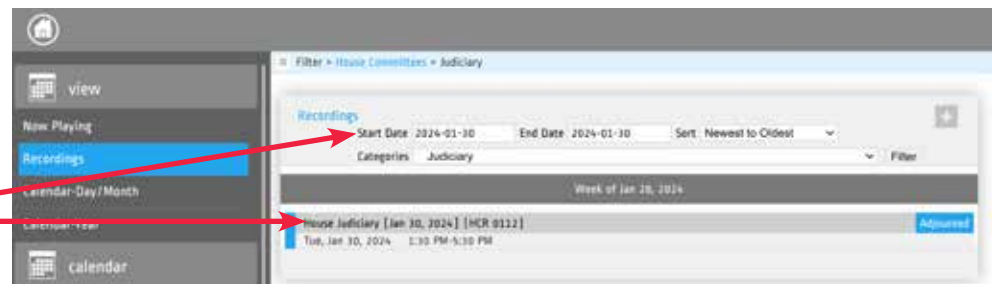 Filter > House Committees > Judiciary
view
Now Playing
Recordings
Calendar-Day/Month
Calendar-Year
calendar
Recordings
Start Date 2024-01-30 End Date 2024-01-30 Sort Newest to Oldest
Categories Judiciary Filter
Week of Jan 28, 2024
House Judiciary [Jan 30, 2024] [HCR 0112]
Adjourned
Tue, Jan 30, 2024 1:30 PM-5:30 PM